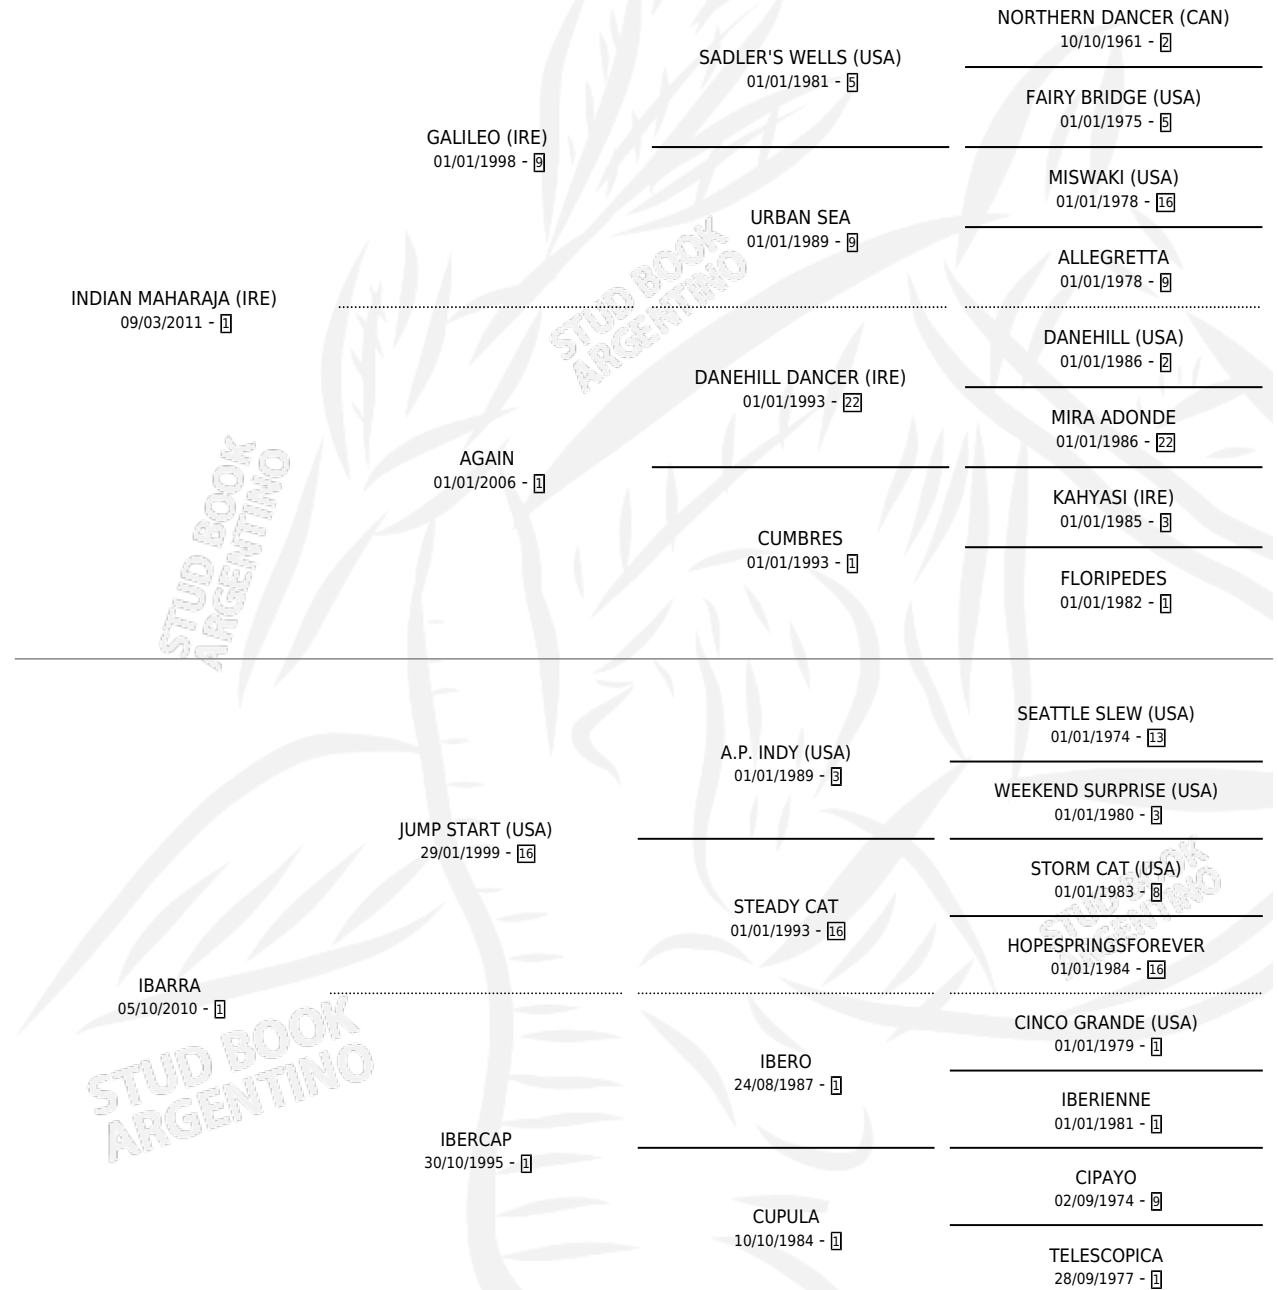 NORTHERN DANCER (CAN)
10/10/1961 - 2
SADLER'S WELLS (USA)
01/01/1981 - 5
FAIRY BRIDGE (USA)
01/01/1975 - 5
GALILEO (IRE)
01/01/1998 - 9
MISWAKI (USA)
01/01/1978 - 16
URBAN SEA
01/01/1989 - 9
ALLEGRETTA
01/01/1978 - 9
INDIAN MAHARAJA (IRE)
09/03/2011 - 1
DANEHILL (USA)
01/01/1986 - 2
DANEHILL DANCER (IRE)
01/01/1993 - 22
MIRA ADONDE
01/01/1986 - 22
AGAIN
01/01/2006 - 1
KAHYASI (IRE)
01/01/1985 - 3
CUMBRES
01/01/1993 - 1
FLORIPEDES
01/01/1982 - 1
SEATTLE SLEW (USA)
01/01/1974 - 13
A.P. INDY (USA)
01/01/1989 - 3
WEEKEND SURPRISE (USA)
01/01/1980 - 3
JUMP START (USA)
29/01/1999 - 16
STORM CAT (USA)
01/01/1983 - 8
STEADY CAT
01/01/1993 - 16
HOPESPRINGSFOREVER
01/01/1984 - 16
IBARRA
05/10/2010 - 1
CINCO GRANDE (USA)
01/01/1979 - 1
IBERO
24/08/1987 - 1
IBERIENNE
01/01/1981 - 1
IBERCAP
30/10/1995 - 1
CIPAYO
02/09/1974 - 9
CUPULA
10/10/1984 - 1
TELESCOPICA
28/09/1977 - 1
STUD BOOK
ARGENTINO
STUD BOOK
ARGENTINO
STUD BOOK
ARGENTINO
STUD BOOK
ARGENTINO